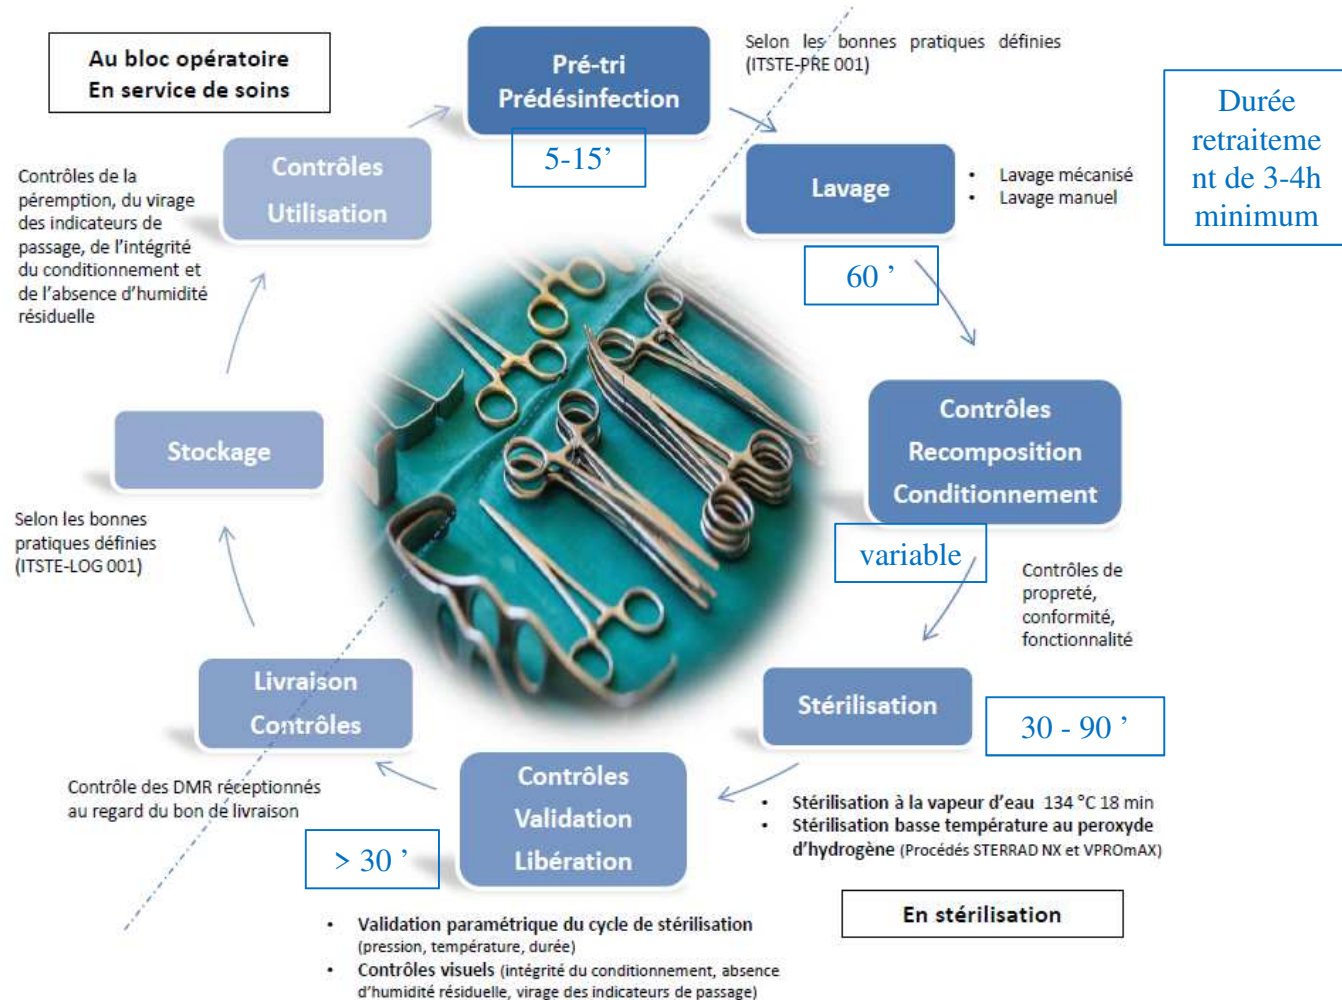 Au bloc opératoire
En service de soins
Pré-tri
Prédésinfection
5-15’
Selon les bonnes pratiques définies
(ITSTE-PRE 001)
Durée
retraiteme
nt de 3-4h
minimum
Lavage
• Lavage mécanisé
• Lavage manuel
60 ’
Contrôles
Recomposition
Conditionnement
variable
Contrôles de
propreté,
conformité,
fonctionnalité
Stérilisation
30 - 90 ’
• Stérilisation à la vapeur d’eau 134 °C 18 min
• Stérilisation basse température au peroxyde
d’hydrogène (Procédés STERRAD NX et VPROmAX)
En stérilisation
Contrôles
Validation
Libération
> 30 ’
• Validation paramétrique du cycle de stérilisation
(pression, température, durée)
• Contrôles visuels (intégrité du conditionnement, absence
d’humidité résiduelle, virage des indicateurs de passage)
Livraison
Contrôles
Contrôle des DMR réceptionnés
au regard du bon de livraison
Stockage
Selon les bonnes
pratiques définies
(ITSTE-LOG 001)
Contrôles
Utilisation
Contrôles de la
péremption, du virage
des indicateurs de
passage, de l’intégrité
du conditionnement et
de l’absence d’humidité
résiduelle